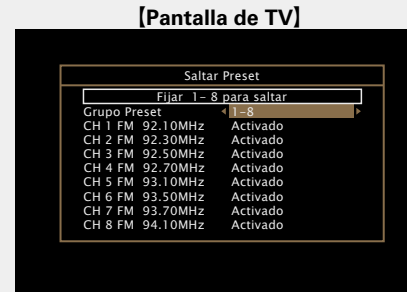 【Pantalla de TV】
Saltar Preset
Fijar 1- 8 para saltar
Grupo Preset 1-8
CH 1 FM 92.10MHz Activado
CH 2 FM 92.30MHz Activado
CH 3 FM 92.50MHz Activado
CH 4 FM 92.70MHz Activado
CH 5 FM 93.10MHz Activado
CH 6 FM 93.50MHz Activado
CH 7 FM 93.70MHz Activado
CH 8 FM 94.10MHz Activado